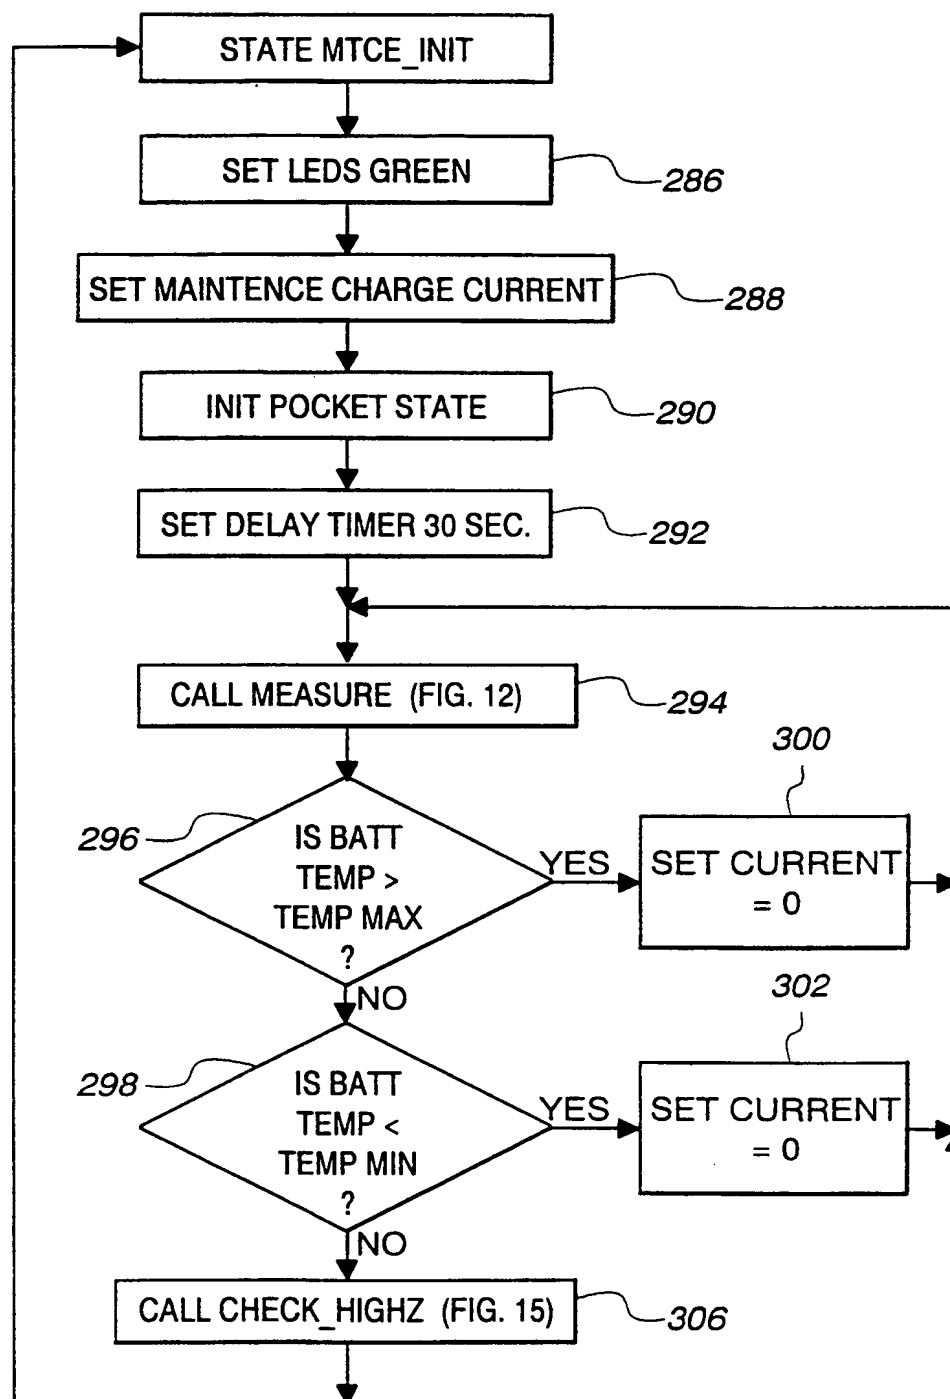 STATE MTCE_INIT
SET LEDS GREEN
286
SET MAINTENCE CHARGE CURRENT
288
INIT POCKET STATE
290
SET DELAY TIMER 30 SEC.
292
CALL MEASURE (FIG. 12)
294
300
296
IS BATT
TEMP >
TEMP MAX
?
YES
SET CURRENT
= 0
NO
302
298
IS BATT
TEMP <
TEMP MIN
?
YES
SET CURRENT
= 0
NO
CALL CHECK_HIGHZ (FIG. 15)
306